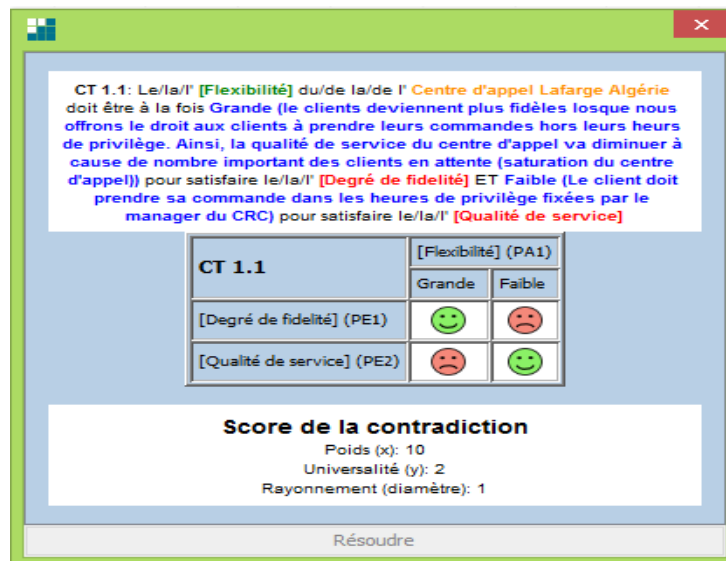 CT 1.1: Le/la/l' [Flexibilité] du/de la/de l' Centre d'appel Lafarge Algérie
doit être à la fois Grande (le clients deviennent plus fidèles losque nous
offrons le droit aux clients à prendre leurs commandes hors leurs heurs
de privilège. Ainsi, la qualité de service du centre d'appel va diminuer à
cause de nombre important des clients en attente (saturation du centre
d'appel)) pour satisfaire le/la/l' [Degré de fidelité] ET Faible (Le client doit
prendre sa commande dans les heures de privilège fixées par le
manager du CRC) pour satisfaire le/la/l' [Qualité de service]
CT 1.1
[Flexibilité] (PA1)
Grande Faible
[Degré de fidelité] (PE1)
[Qualité de service] (PE2)
Score de la contradiction
Poids (x): 10
Universalité (y): 2
Rayonnement (diamètre): 1
Résoudre